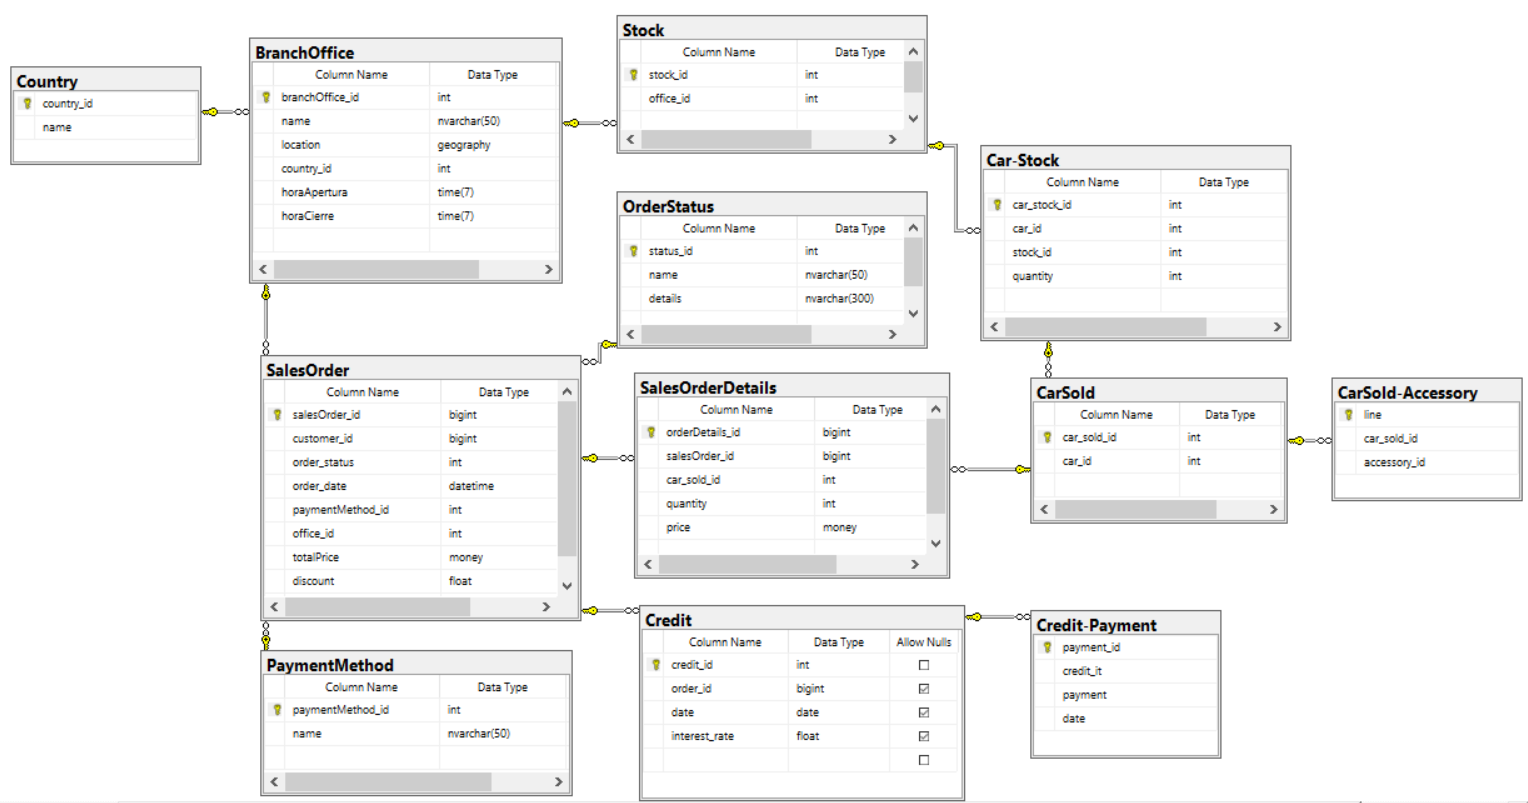 Country
country_id
name
BranchOffice
Column Name Data Type
branchOffice_id int
name nvarchar(50)
location geography
country_id int
horaApertura time(7)
horaCierre time(7)
Stock
Column Name Data Type
stock_id int
office_id int
Car-Stock
Column Name Data Type
car_stock_id int
car_id int
stock_id int
quantity int
OrderStatus
Column Name Data Type
status_id int
name nvarchar(50)
details nvarchar(300)
SalesOrder
Column Name Data Type
salesOrder_id bigint
customer_id bigint
order_status int
order_date datetime
paymentMethod_id int
office_id int
totalPrice money
discount float
SalesOrderDetails
Column Name Data Type
orderDetails_id bigint
salesOrder_id bigint
car_sold_id int
quantity int
price money
CarSold
Column Name Data Type
car_sold_id int
car_id int
CarSold-Accessory
line
car_sold_id
accessory_id
PaymentMethod
Column Name Data Type
paymentMethod_id int
name nvarchar(50)
Credit
Column Name Data Type Allow Nulls
credit_id int
order_id bigint
date date
interest_rate float
Credit-Payment
payment_id
credit_it
payment
date